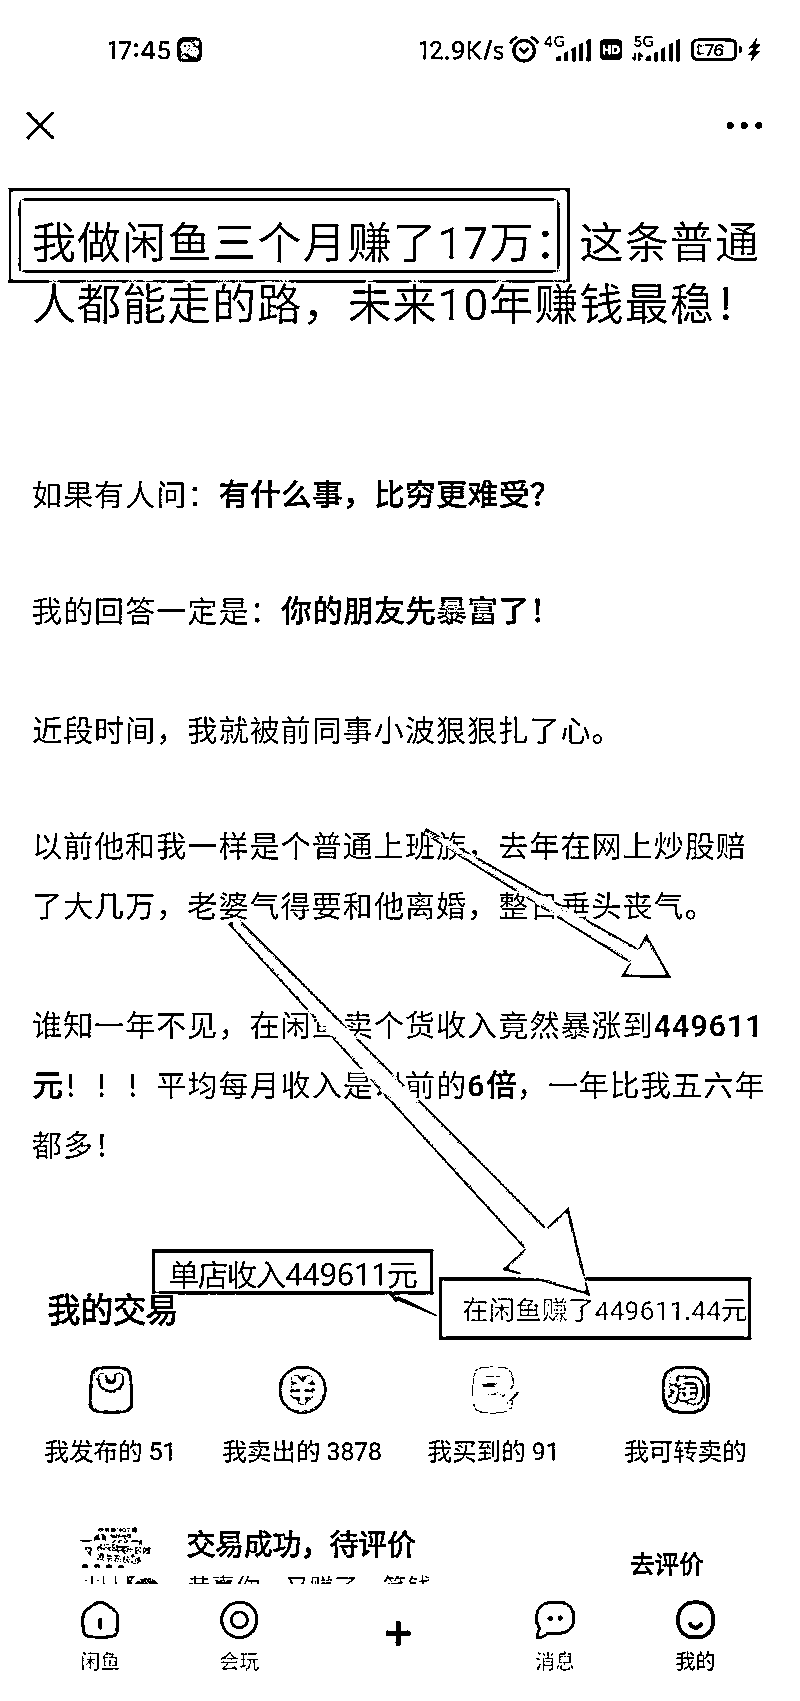 17:45
12.9K/s 4G HD 5G 76
我做闲鱼三个月赚了17万：这条普通
人都能走的路，未来10年赚钱最稳！
如果有人问：有什么事，比穷更难受？
我的回答一定是：你的朋友先暴富了！
近段时间，我就被前同事小波狠狠扎了心。
以前他和我一样是个普通上班族，去年在网上炒股赔
了大几万，老婆气得要和他离婚，整日垂头丧气。
谁知一年不见，在闲鱼卖个货收入竟然暴涨到449611
元！！！平均每月收入是以前的6倍，一年比我五六年
都多！
单店收入449611元
我的交易
在闲鱼赚了449611.44元
淘
我发布的 51
我卖出的 3878
我买到的 91
我可转卖的
交易成功，待评价
去评价
闲鱼
会玩
消息
我的